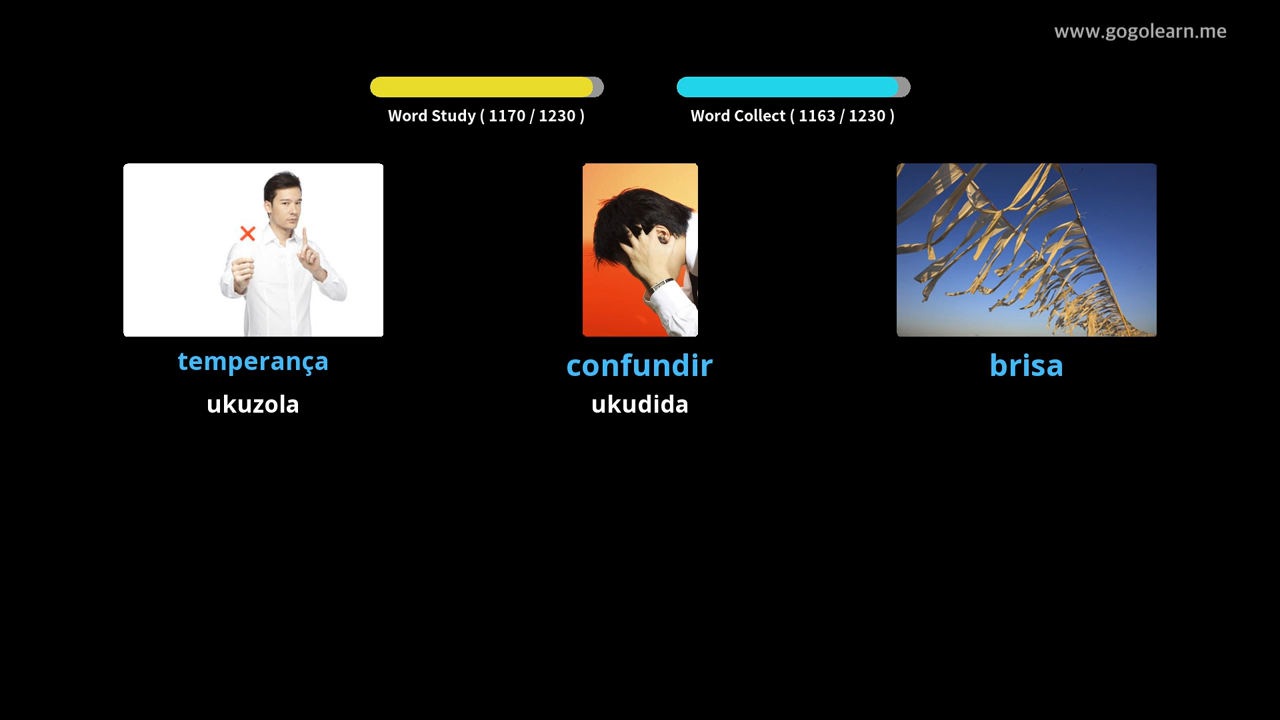 www.gogolearn.me
Word Study ( 1170 / 1230 )
Word Collect ( 1163 / 1230 )
temperança
confundir
brisa
ukuzola
ukudida